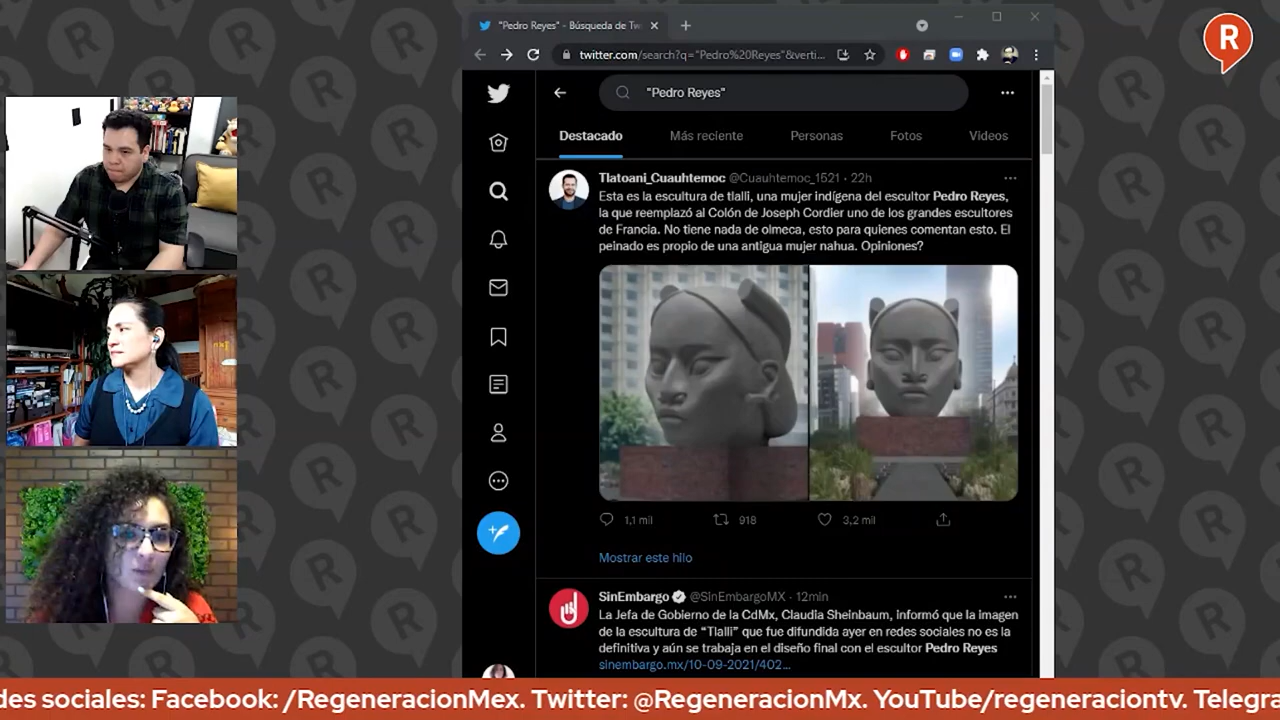 "Pedro Reyes" - Búsqueda de Tw
twitter.com/search?q="Pedro%20Reyes"&verti...
R
"Pedro Reyes"
Destacado
Más reciente
Personas
Fotos
Videos
Tlatoani_Cuauhtemoc @Cuauhtemoc_1521 · 22h
Esta es la escultura de tlalli, una mujer indígena del escultor Pedro Reyes,
la que reemplazó al Colón de Joseph Cordier uno de los grandes escultores
de Francia. No tiene nada de olmeca, esto para quienes comentan esto. El
peinado es propio de una antigua mujer nahua. Opiniones?
1,1 mil
918
3,2 mil
Mostrar este hilo
SinEmbargo @SinEmbargoMX · 12min
La Jefa de Gobierno de la CdMx, Claudia Sheinbaum, informó que la imagen
de la escultura de “Tlalli” que fue difundida ayer en redes sociales no es la
definitiva y aún se trabaja en el diseño final con el escultor Pedro Reyes
sinembargo.mx/10-09-2021/402...
des sociales: Facebook: /RegeneracionMex. Twitter: @RegeneracionMx. YouTube/regeneraciontv. Telegra